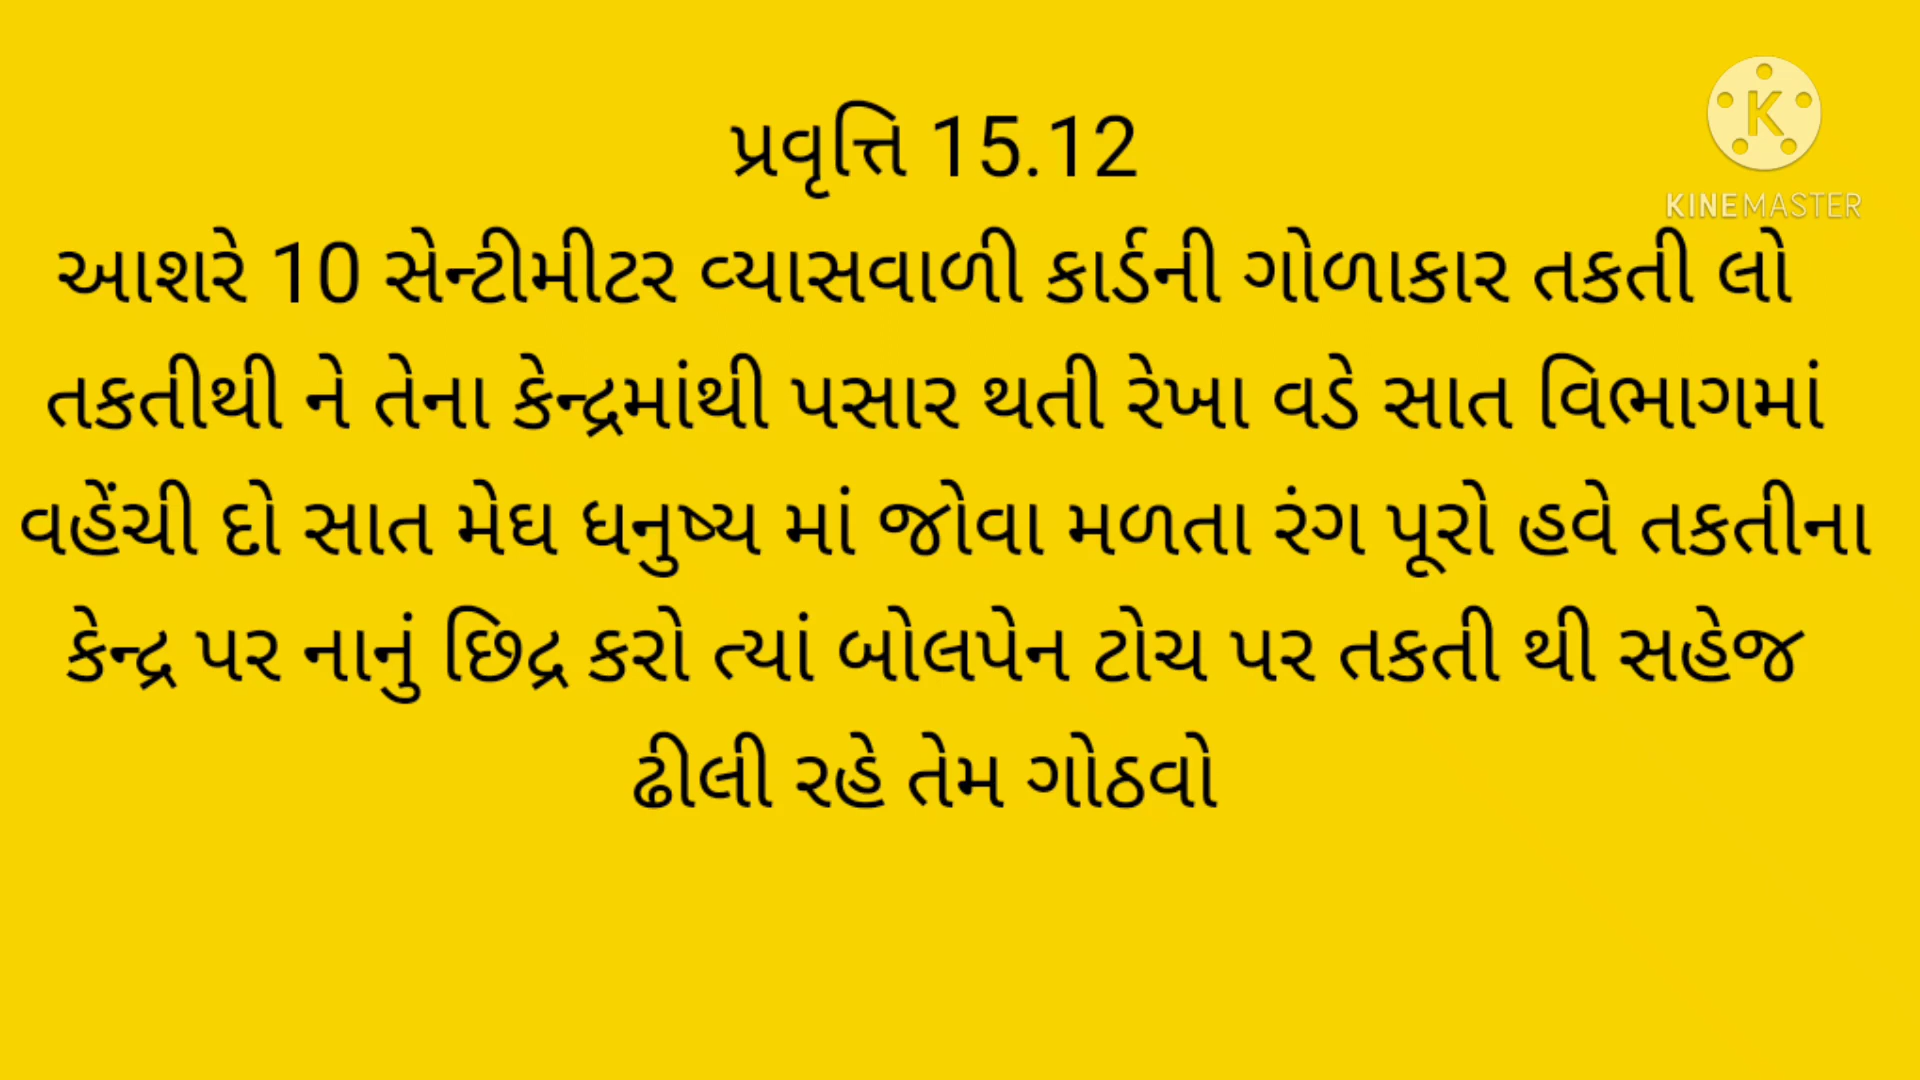 પ્રવૃત્તિ 15.12
KINEMASTER
આશરે 10 સેન્ટીમીટર વ્યાસવાળી કાર્ડની ગોળાકાર તકતી લો
તકતીથી ને તેના કેન્દ્રમાંથી પસાર થતી રેખા વડે સાત વિભાગમાં
વહેંચી દો સાત મેઘ ધનુષ્ય માં જોવા મળતા રંગ પૂરો હવે તકતીના
કેન્દ્ર પર નાનું છિદ્ર કરો ત્યાં બોલપેન ટોચ પર તકતી થી સહેજ
ઢીલી રહે તેમ ગોઠવો